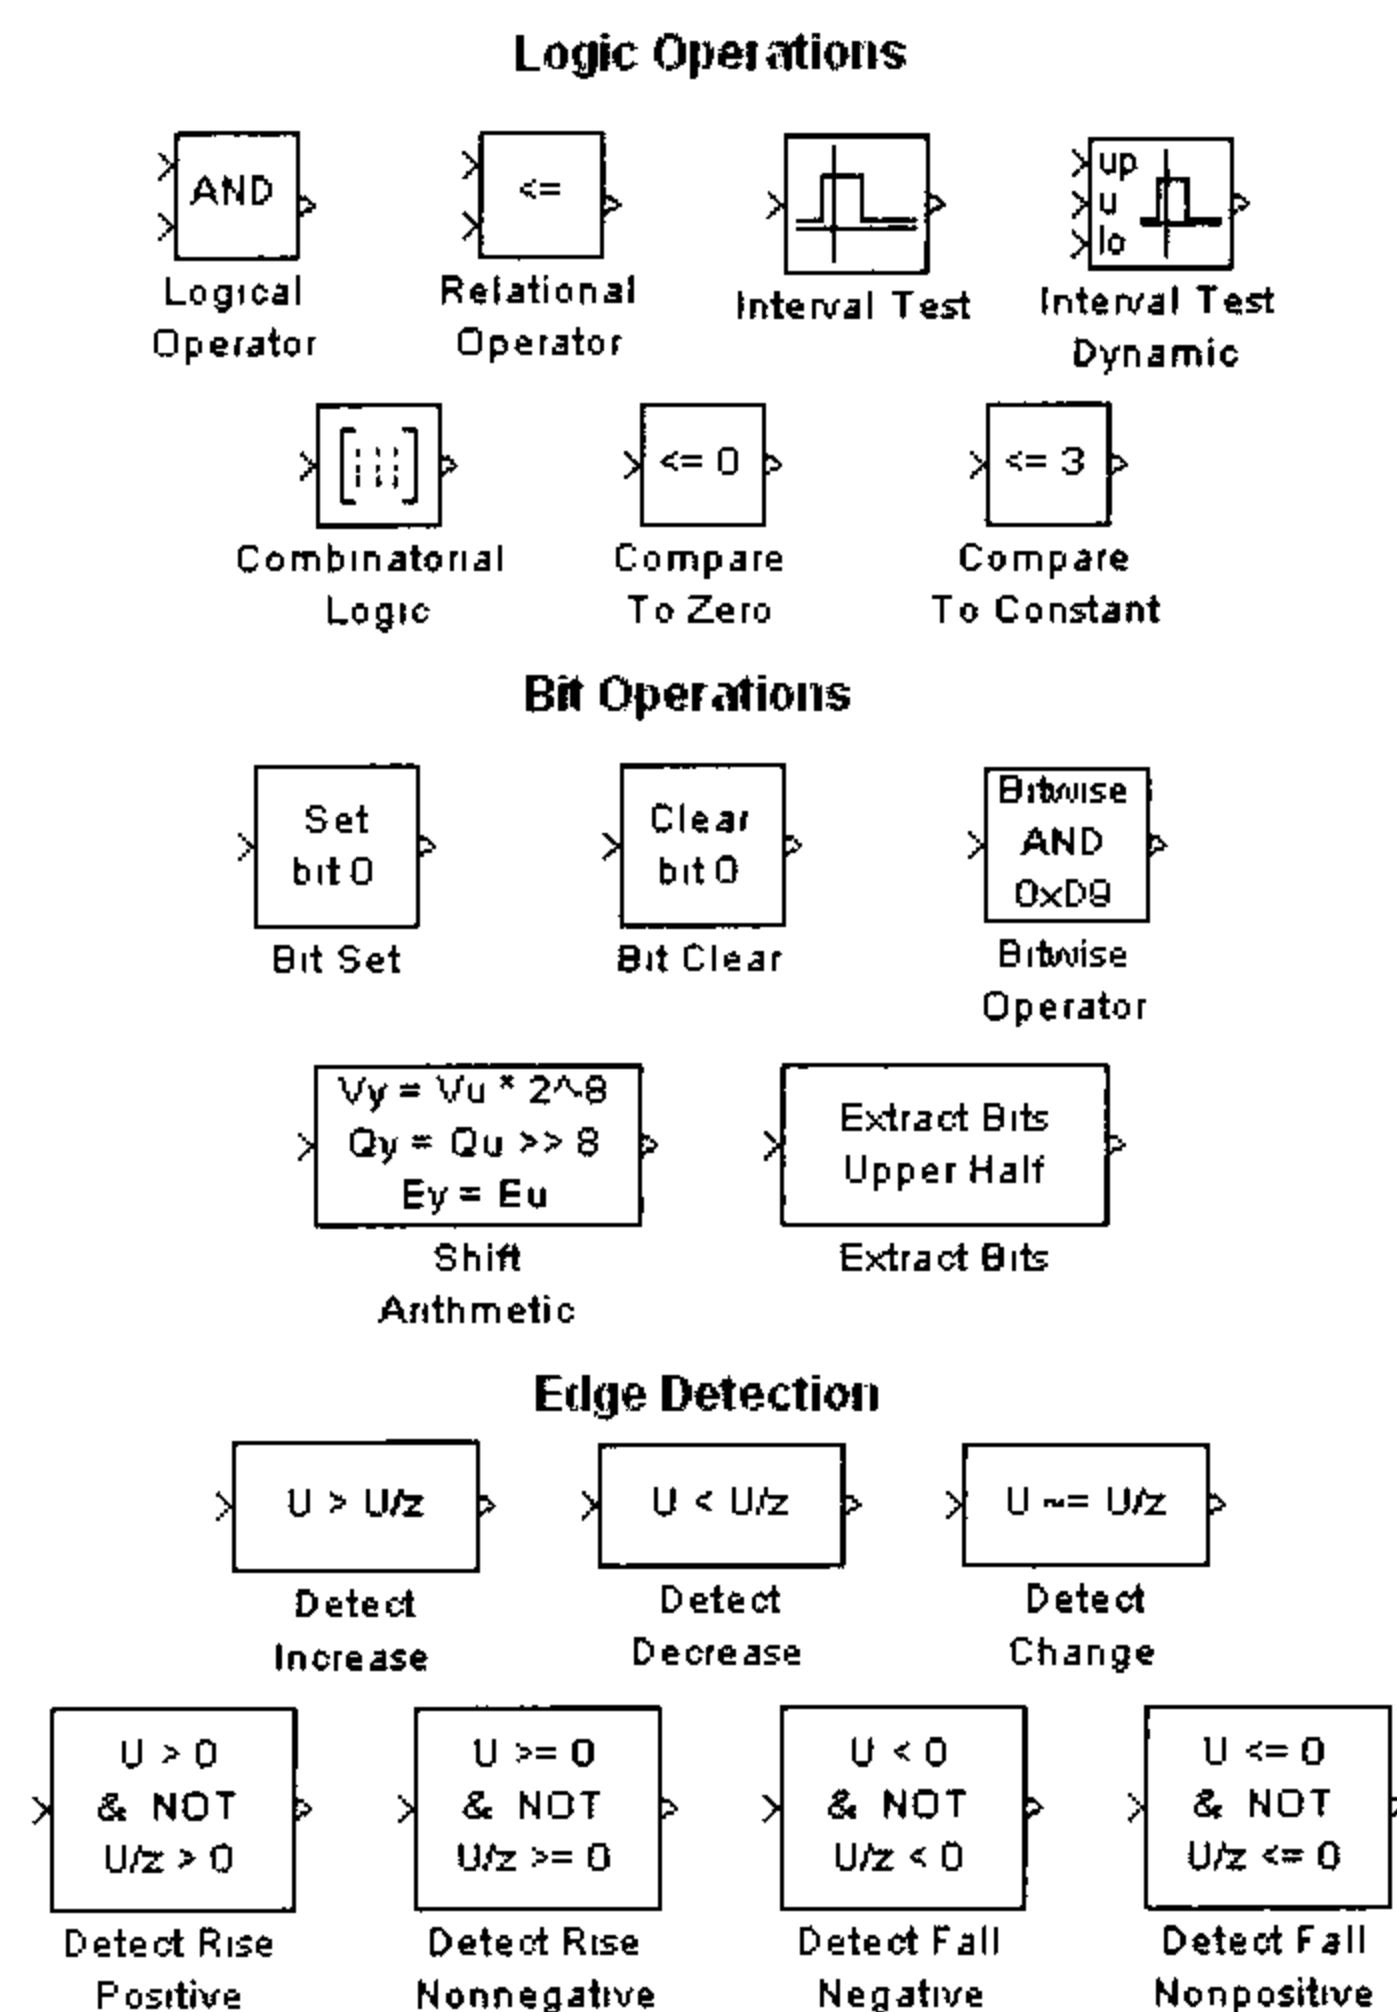 Logic Operations
AND
<=
up
u
lo
Logical
Operator
Relational
Operator
Interval Test
Interval Test
Dynamic
<= 0
<= 3
Combinatorial
Logic
Compare
To Zero
Compare
To Constant
Bit Operations
Set
bit 0
Clear
bit 0
Bitwise
AND
0xD9
Bit Set
Bit Clear
Bitwise
Operator
Vy = Vu * 2^-8
Qy = Qu >> 8
Ey = Eu
Extract Bits
Upper Half
Shift
Arithmetic
Extract Bits
Edge Detection
U > U/z
U < U/z
U ~= U/z
Detect
Increase
Detect
Decrease
Detect
Change
U > 0
& NOT
U/z > 0
U >= 0
& NOT
U/z >= 0
U < 0
& NOT
U/z < 0
U <= 0
& NOT
U/z <= 0
Detect Rise
Positive
Detect Rise
Nonnegative
Detect Fall
Negative
Detect Fall
Nonpositive